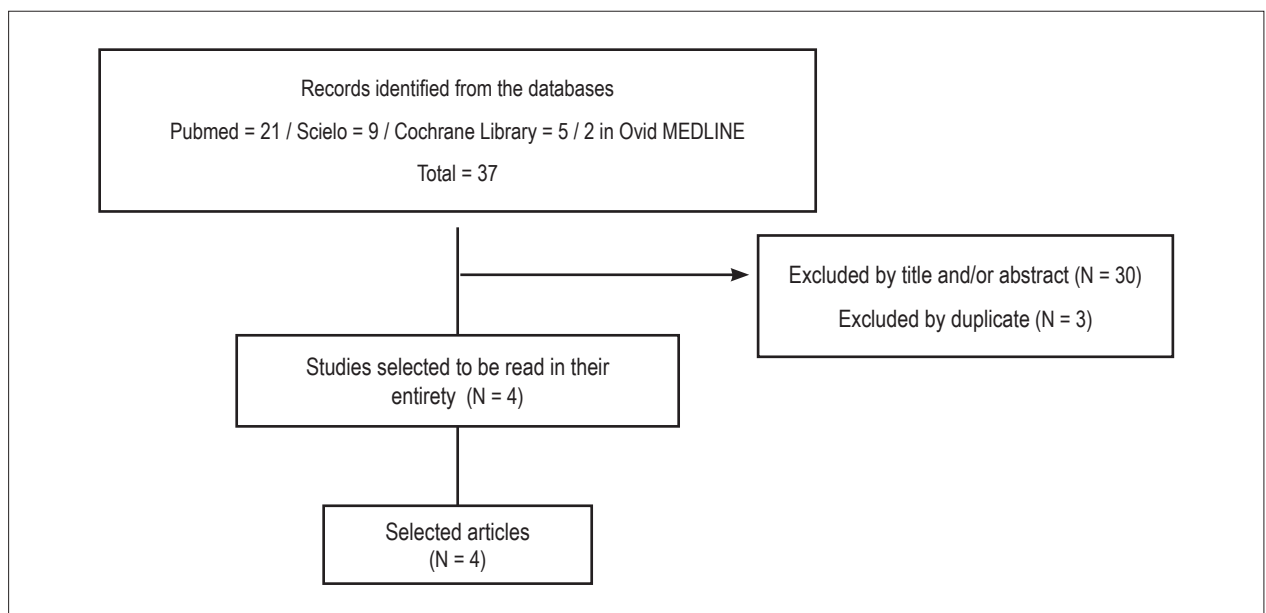 Records identified from the databases
Pubmed = 21 / Scielo = 9 / Cochrane Library = 5 / 2 in Ovid MEDLINE
Total = 37
Excluded by title and/or abstract (N = 30)
Excluded by duplicate (N = 3)
Studies selected to be read in their
entirety (N = 4)
Selected articles
(N = 4)